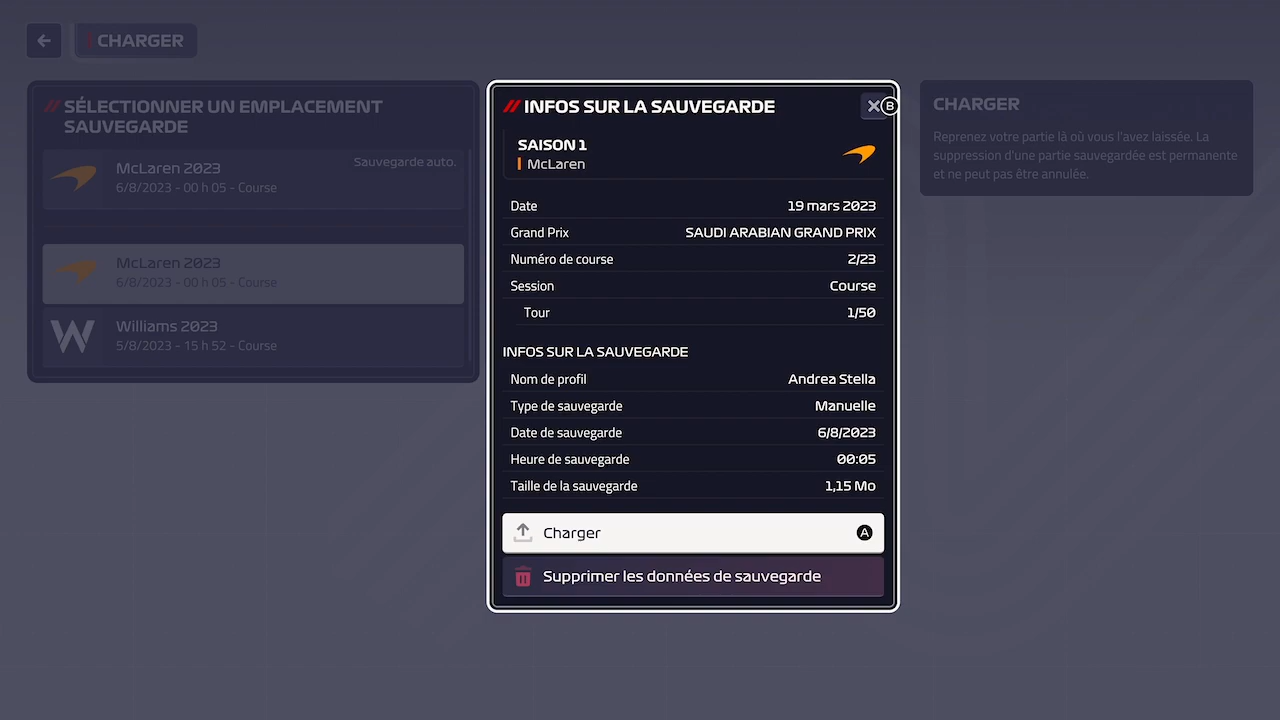 CHARGER
SÉLECTIONNER UN EMPLACEMENT
SAUVEGARDE
McLaren 2023
Sauvegarde auto.
6/8/2023 - 00 h 05 - Course
McLaren 2023
6/8/2023 - 00 h 05 - Course
Williams 2023
5/8/2023 - 15 h 52 - Course
INFOS SUR LA SAUVEGARDE
B
SAISON 1
McLaren
Date 19 mars 2023
Grand Prix SAUDI ARABIAN GRAND PRIX
Numéro de course 2/23
Session Course
Tour 1/50
INFOS SUR LA SAUVEGARDE
Nom de profil Andrea Stella
Type de sauvegarde Manuelle
Date de sauvegarde 6/8/2023
Heure de sauvegarde 00:05
Taille de la sauvegarde 1,15 Mo
Charger A
Supprimer les données de sauvegarde
CHARGER
Reprenez votre partie là où vous l'avez laissée. La
suppression d'une partie sauvegardée est permanente
et ne peut pas être annulée.